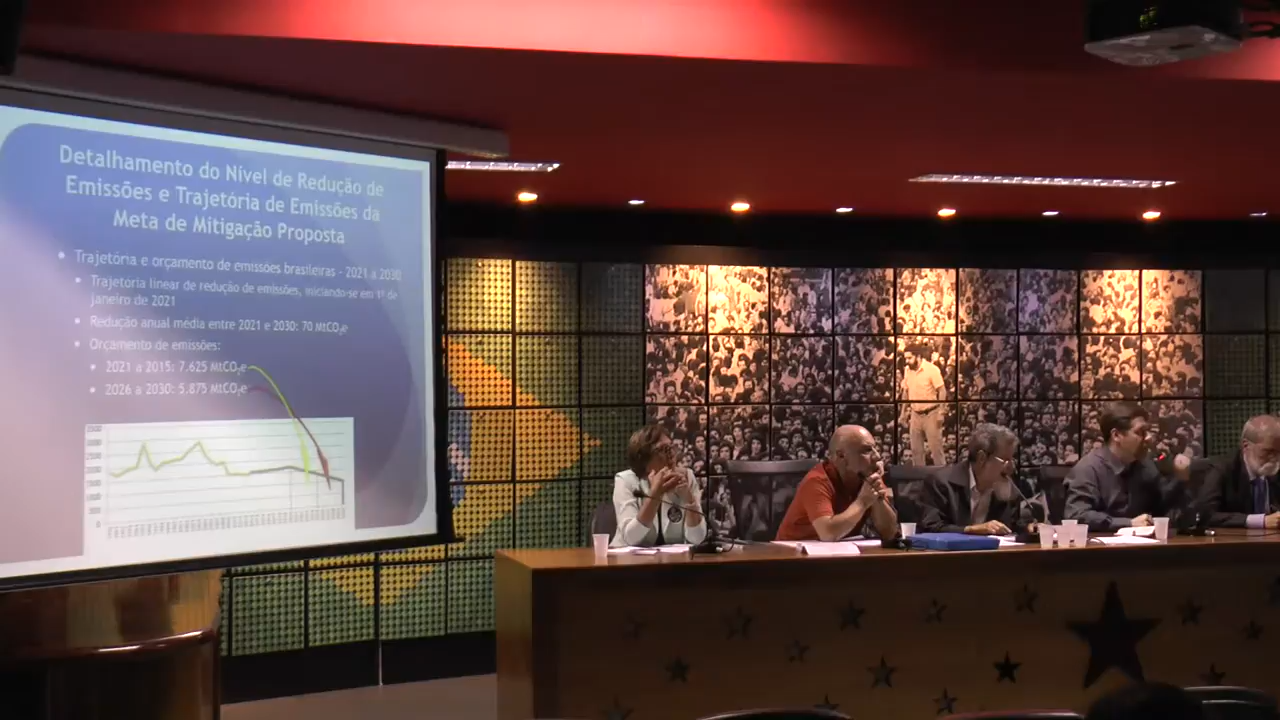 Detalhamento do Nível de Redução de
Emissões e Trajetória de Emissões da
Meta de Mitigação Proposta
• Trajetória e orçamento de emissões brasileiras - 2021 a 2030
• Trajetória linear de redução de emissões, iniciando-se em 1º de
janeiro de 2021
• Redução anual média entre 2021 e 2030: 70 MtCO₂e
• Orçamento de emissões:
• 2021 a 2015: 7.625 MtCO₂e
• 2026 a 2030: 5.875 MtCO₂e